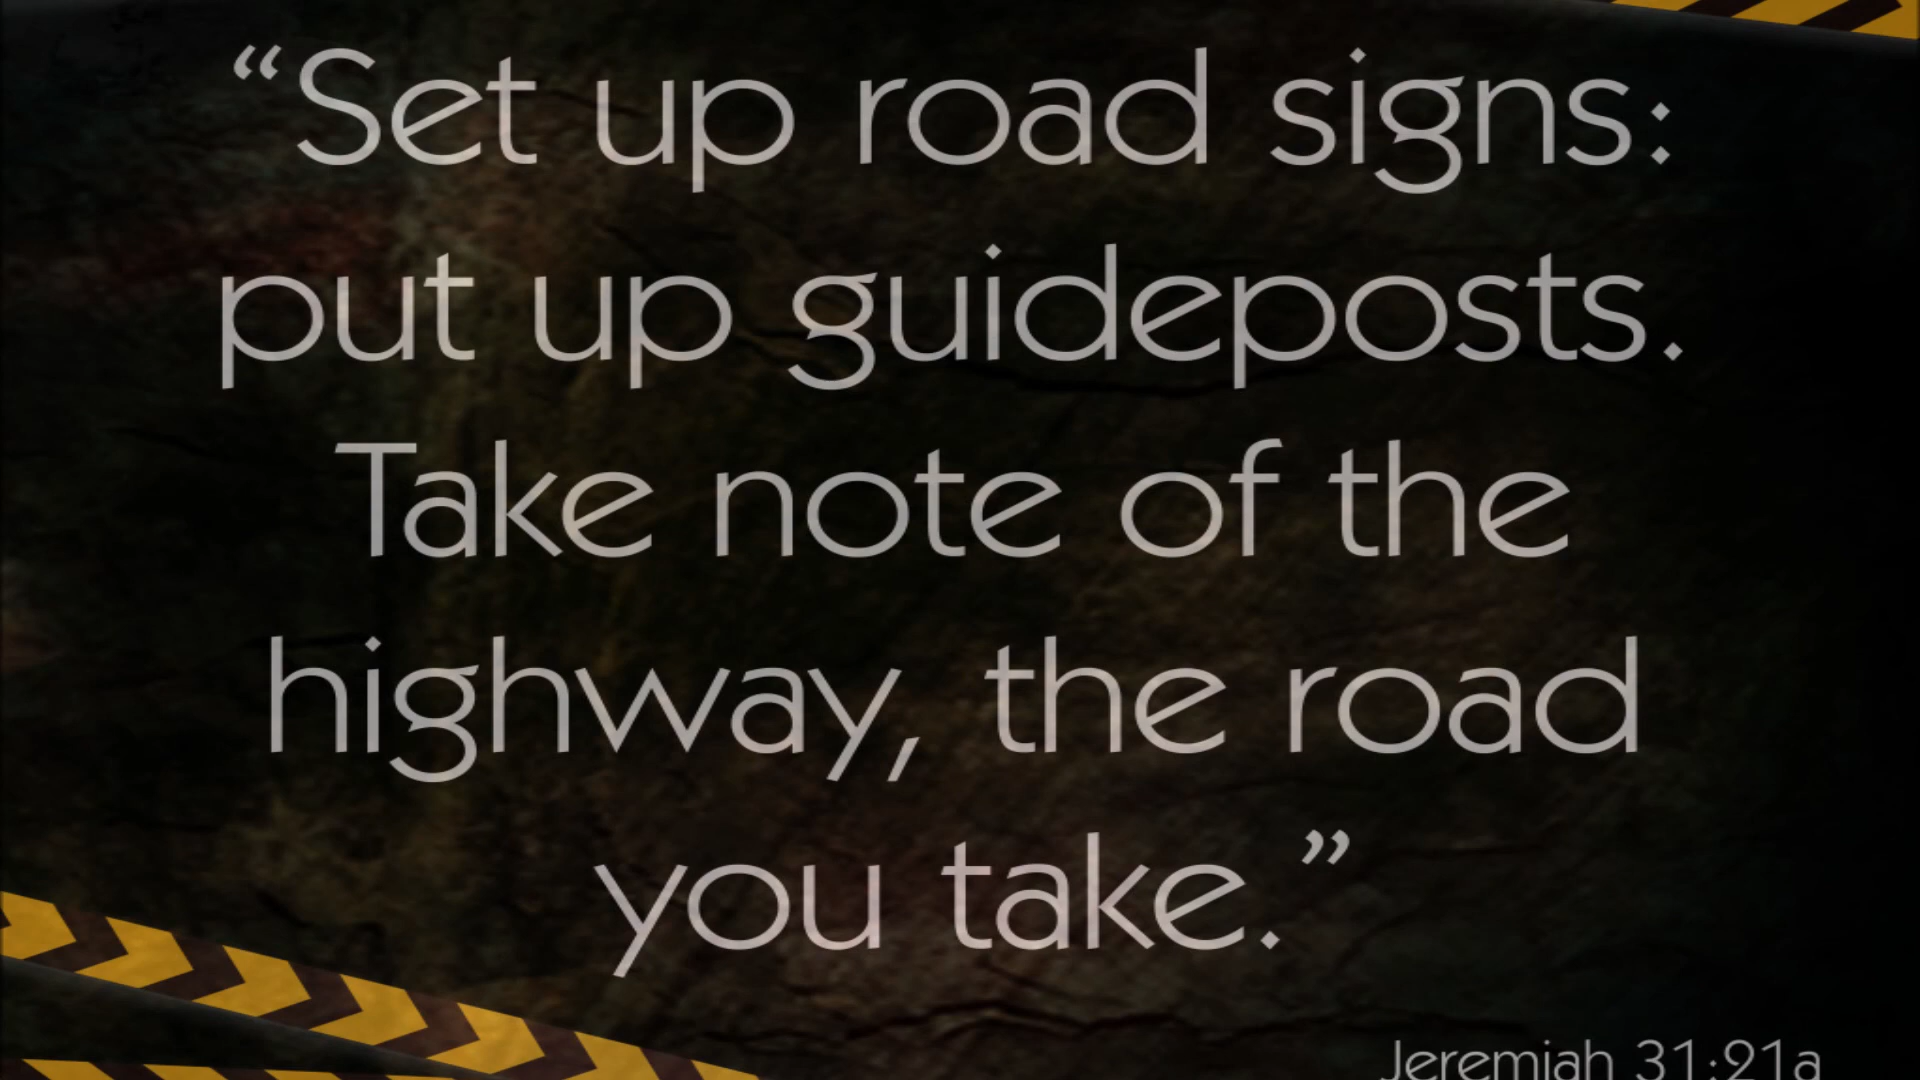 “Set up road signs:
put up guideposts.
Take note of the
highway, the road
you take.”
Jeremiah 31:21a